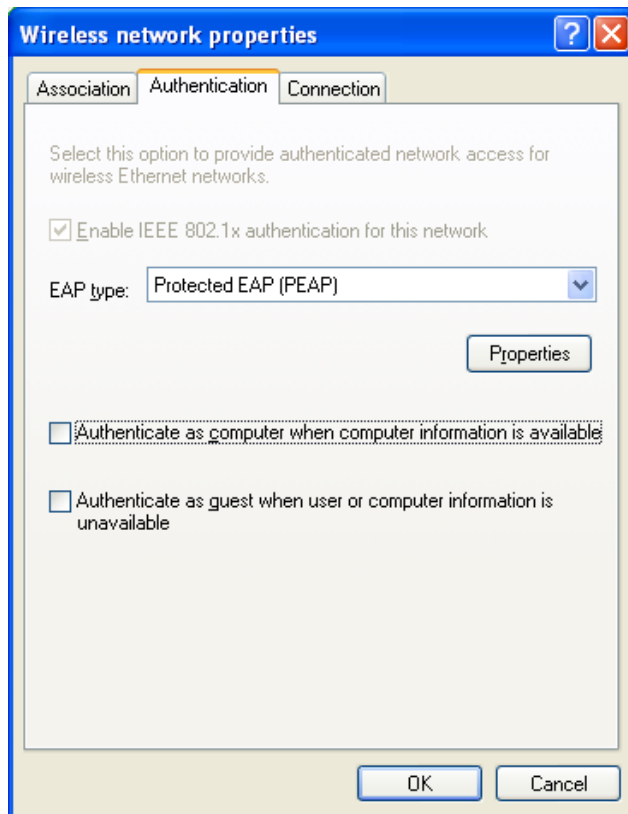 Wireless network properties
Association Authentication Connection
Select this option to provide authenticated network access for
wireless Ethernet networks.
Enable IEEE 802.1x authentication for this network
EAP type: Protected EAP (PEAP)
Properties
Authenticate as computer when computer information is available
Authenticate as guest when user or computer information is
unavailable
OK Cancel